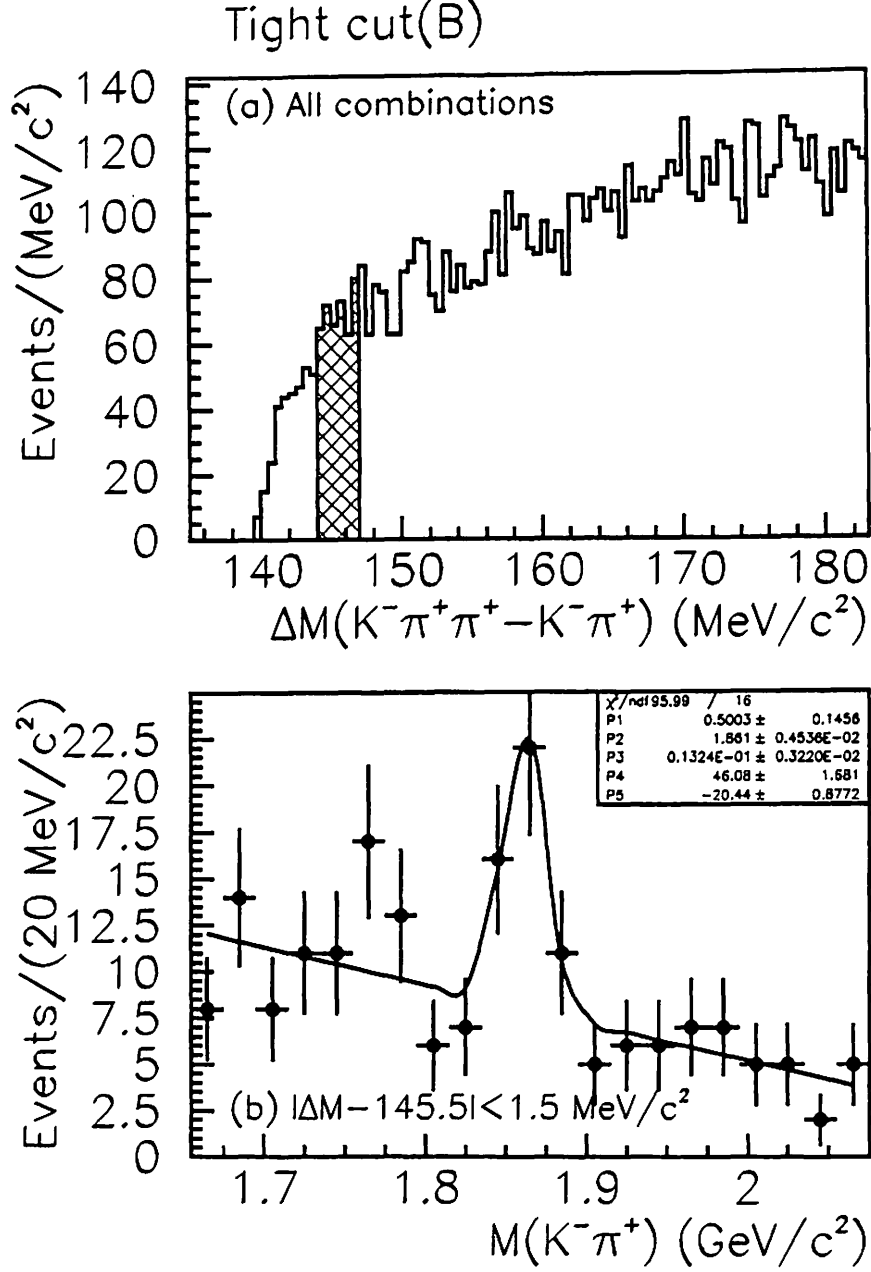 Tight cut(B)
(a) All combinations
Events/(MeV/c²)
140
120
100
80
60
40
20
0
140 150 160 170 180
ΔM(K⁻π⁺π⁺−K⁻π⁺) (MeV/c²)
χ²/ndf 95.99 / 16
P1 0.5003 ± 0.1456
P2 1.861 ± 0.4536E−02
P3 0.1324E−01 ± 0.3220E−02
P4 46.08 ± 1.681
P5 −20.44 ± 0.8772
Events/(20 MeV/c²)
22.5
20
17.5
15
12.5
10
7.5
5
2.5
0
(b) |ΔM−145.5|<1.5 MeV/c²
1.7 1.8 1.9 2
M(K⁻π⁺) (GeV/c²)